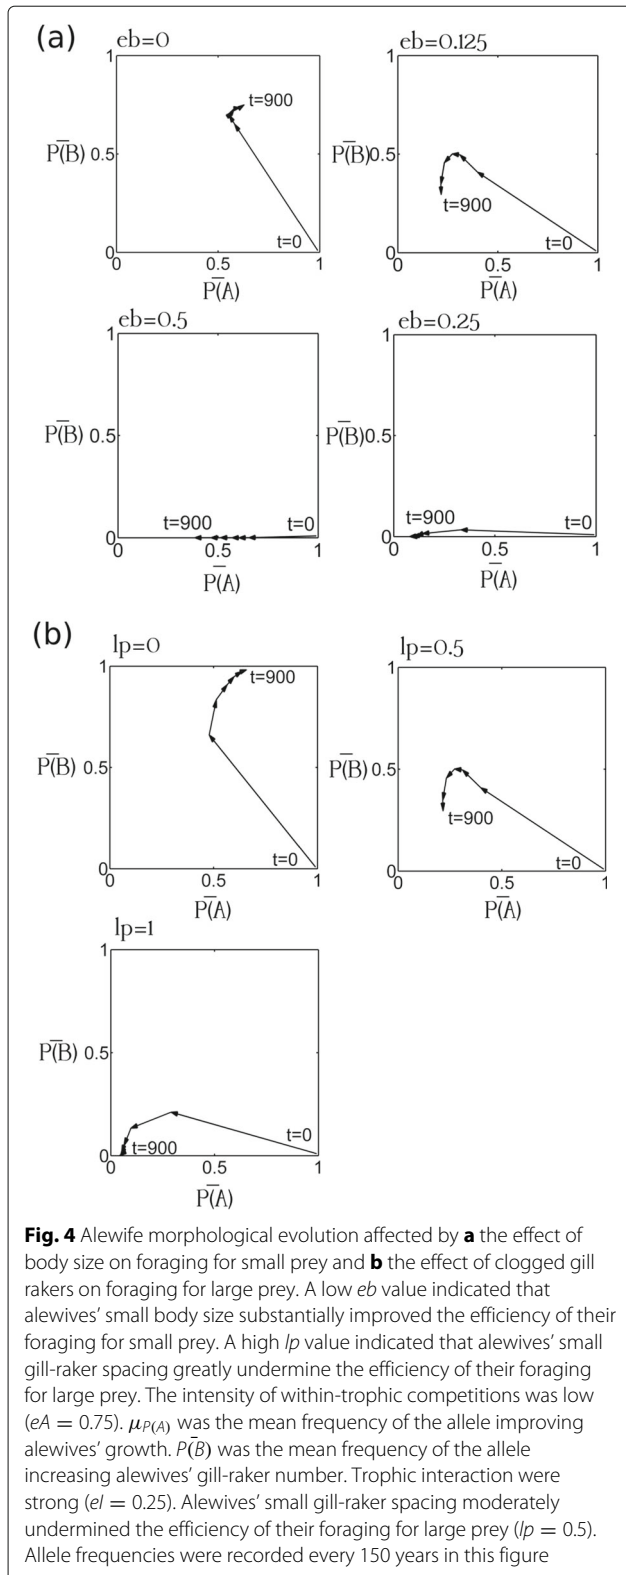 (a)
eb=0
1
P̄(B)
0.5
t=900
t=0
0
0
0.5
1
P̄(A)
eb=0.125
1
P̄(B)
0.5
t=900
t=0
0
0
0.5
1
P̄(A)
eb=0.5
1
P̄(B)
0.5
t=900
t=0
0
0
0.5
1
P̄(A)
eb=0.25
1
P̄(B)
0.5
t=900
t=0
0
0
0.5
1
P̄(A)
(b)
lp=0
1
t=900
P̄(B)
0.5
t=0
0
0
0.5
1
P̄(A)
lp=0.5
1
P̄(B)
0.5
t=900
t=0
0
0
0.5
1
P̄(A)
lp=1
1
P̄(B)
0.5
t=0
t=900
0
0
0.5
1
P̄(A)
Fig. 4 Alewife morphological evolution affected by a the effect of
body size on foraging for small prey and b the effect of clogged gill
rakers on foraging for large prey. A low eb value indicated that
alewives' small body size substantially improved the efficiency of their
foraging for small prey. A high lp value indicated that alewives' small
gill-raker spacing greatly undermine the efficiency of their foraging
for large prey. The intensity of within-trophic competitions was low
(eA = 0.75). μP(A) was the mean frequency of the allele improving
alewives' growth. P̄(B) was the mean frequency of the allele
increasing alewives' gill-raker number. Trophic interaction were
strong (eI = 0.25). Alewives' small gill-raker spacing moderately
undermined the efficiency of their foraging for large prey (lp = 0.5).
Allele frequencies were recorded every 150 years in this figure